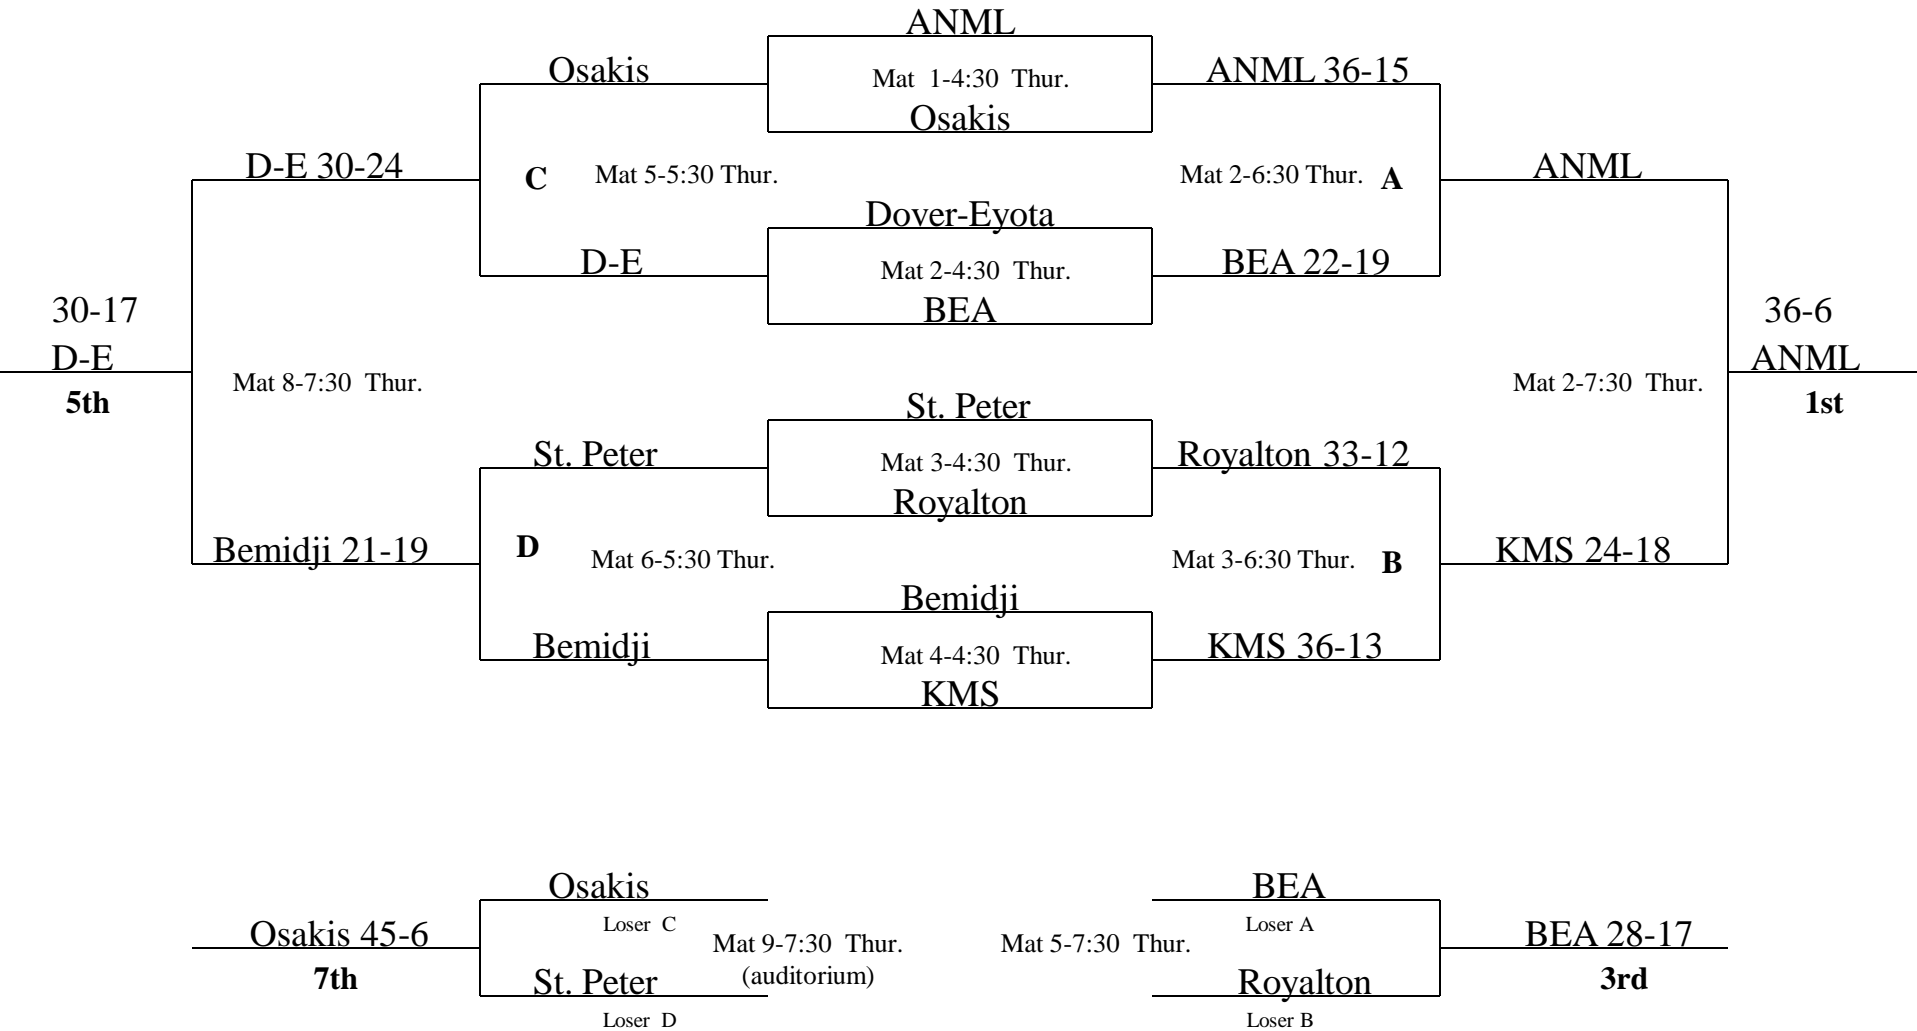 ANML
Osakis
Mat 1-4:30 Thur.
ANML 36-15
Osakis
D-E 30-24
C
Mat 5-5:30 Thur.
Mat 2-6:30 Thur.
A
ANML
Dover-Eyota
D-E
Mat 2-4:30 Thur.
BEA 22-19
BEA
30-17
D-E
5th
Mat 8-7:30 Thur.
36-6
ANML
1st
Mat 2-7:30 Thur.
St. Peter
St. Peter
Mat 3-4:30 Thur.
Royalton 33-12
Royalton
Bemidji 21-19
D
Mat 6-5:30 Thur.
Mat 3-6:30 Thur.
B
KMS 24-18
Bemidji
Bemidji
Mat 4-4:30 Thur.
KMS 36-13
KMS
Osakis
Loser C
Osakis 45-6
7th
Mat 9-7:30 Thur.
(auditorium)
St. Peter
Loser D
BEA
Loser A
Mat 5-7:30 Thur.
BEA 28-17
3rd
Royalton
Loser B